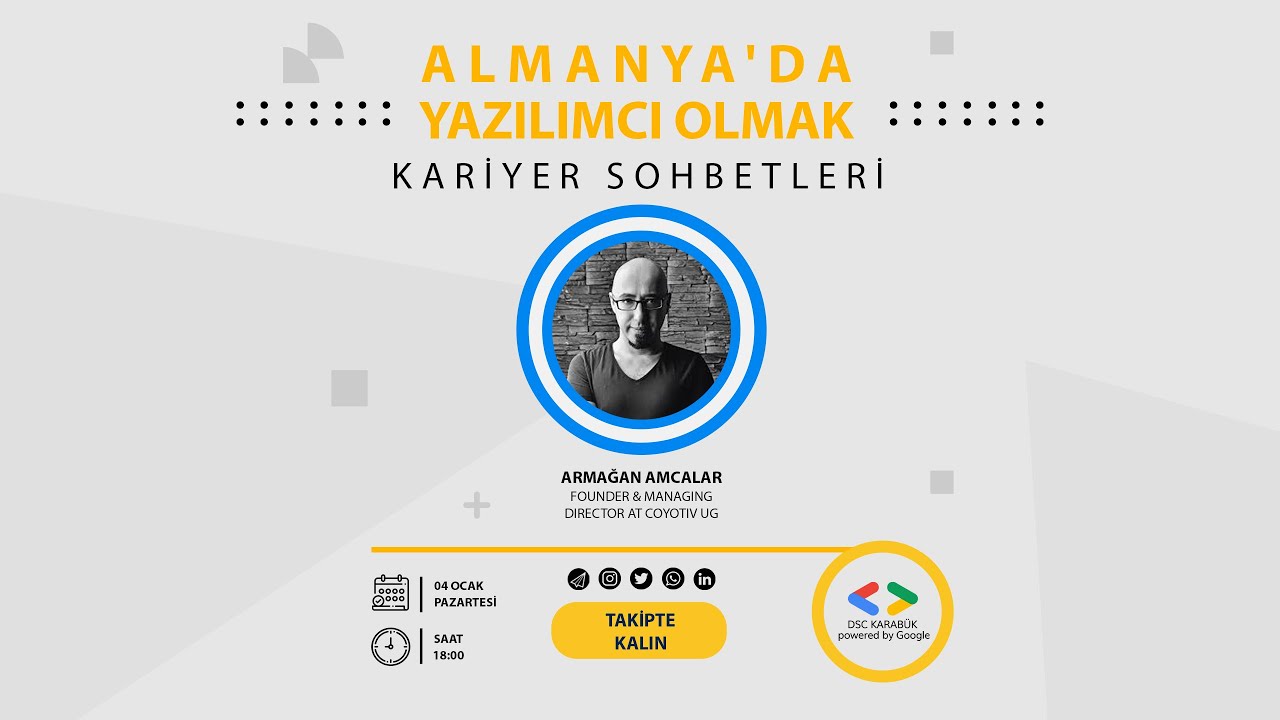 ALMANYA'DA
YAZILIMCI OLMAK
KARİYER SOHBETLERİ
ARMAĞAN AMCALAR
FOUNDER & MANAGING
DIRECTOR AT COYOTIV UG
04 OCAK
PAZARTESİ
SAAT
18:00
TAKİPTE
KALIN
DSC KARABÜK
powered by Google